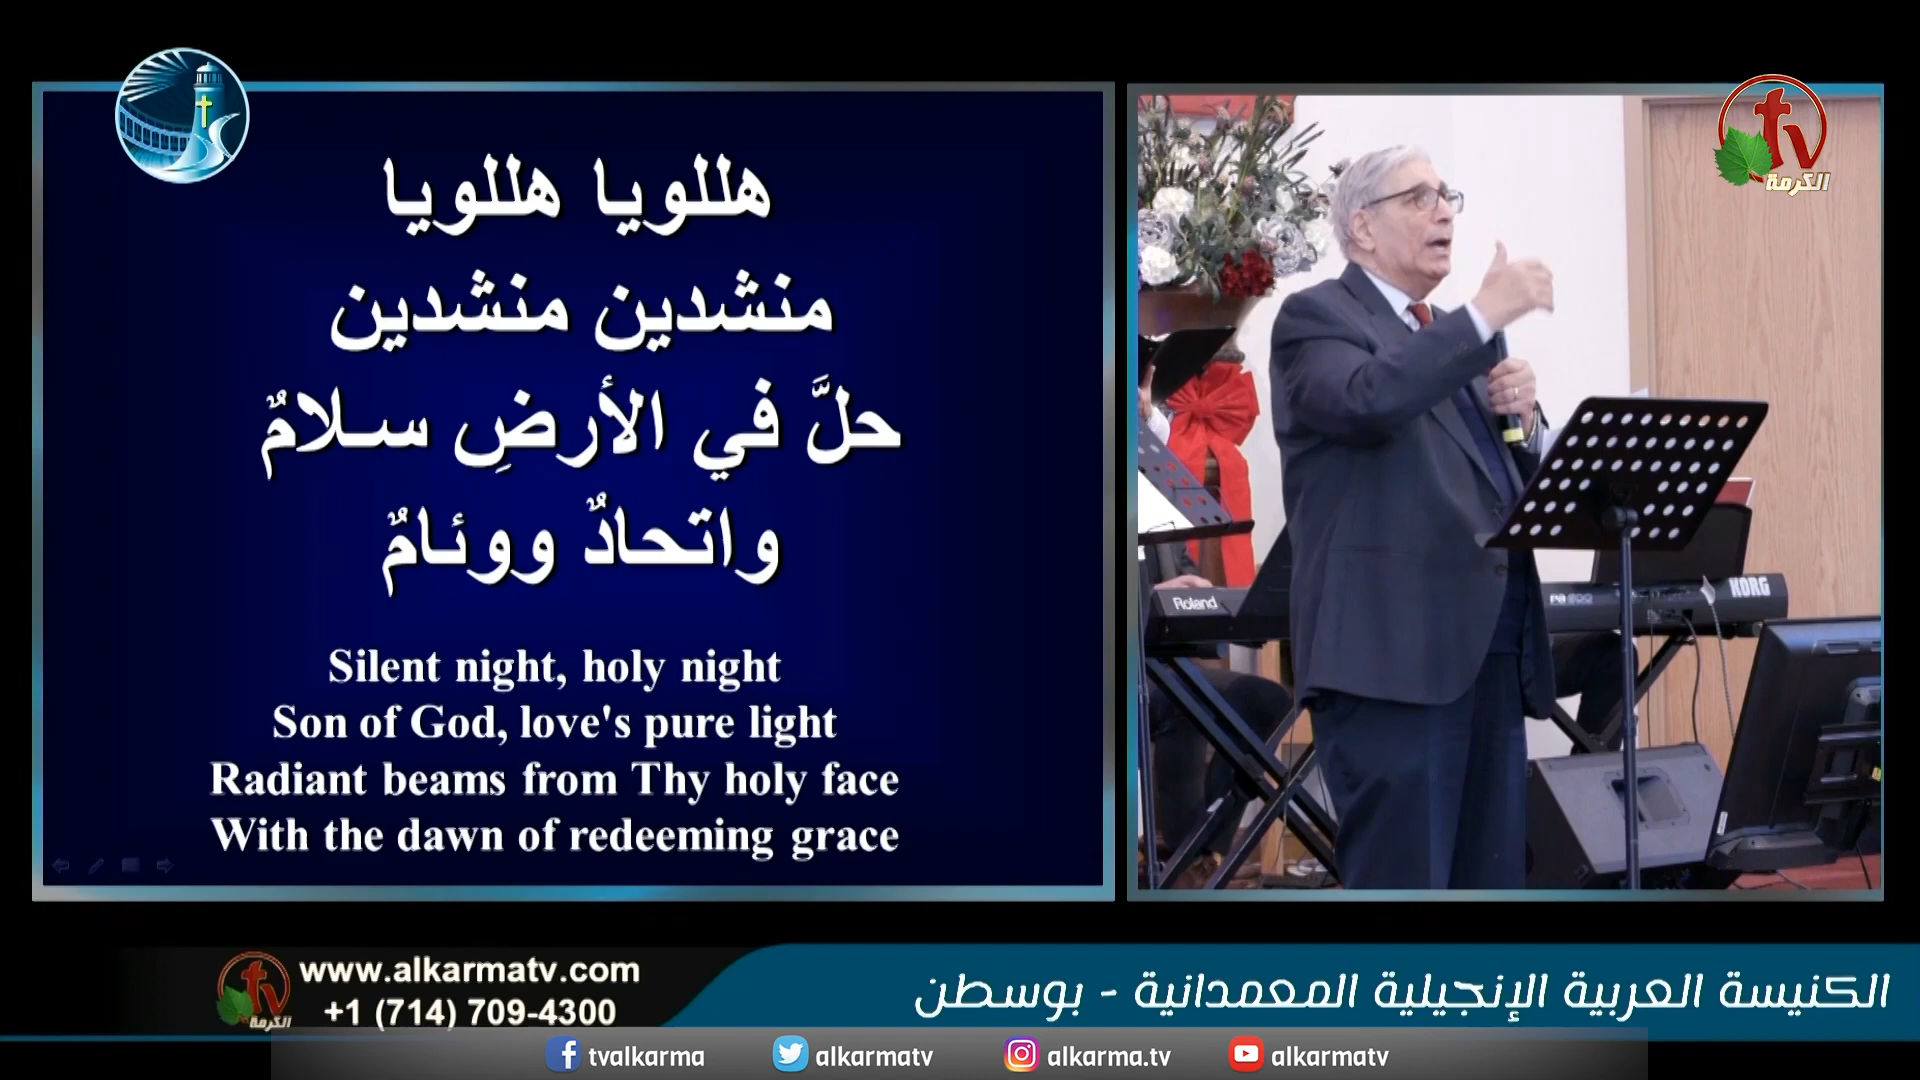 هللويا هللويا
منشدين منشدين
حلَّ في الأرضِ سلامٌ
واتحادٌ ووئامٌ
Silent night, holy night
Son of God, love's pure light
Radiant beams from Thy holy face
With the dawn of redeeming grace
tv
الكرمة
Roland
KORG
www.alkarmatv.com
+1 (714) 709-4300
tv
الكرمة
الكنيسة العربية الإنجيلية المعمدانية - بوسطن
tvalkarma
alkarmatv
alkarma.tv
alkarmatv